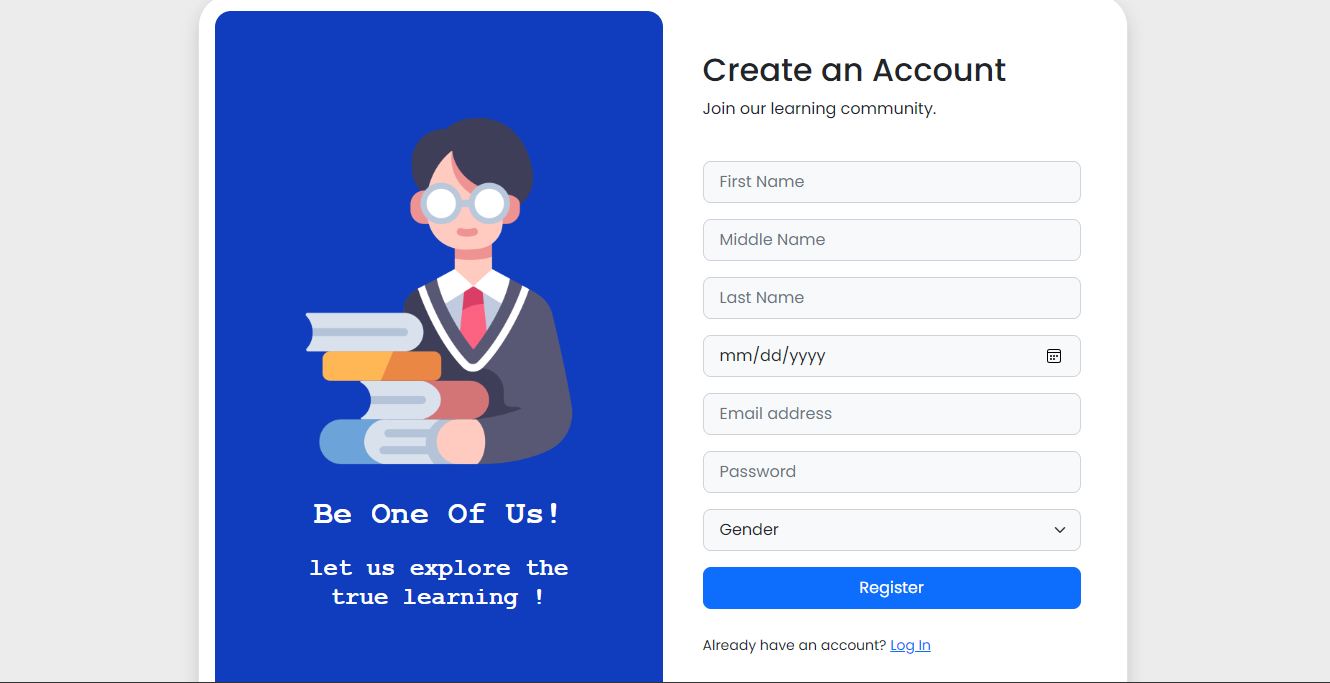 Be One Of Us!
let us explore the
true learning !
Create an Account
Join our learning community.
First Name
Middle Name
Last Name
mm/dd/yyyy
Email address
Password
Gender
Register
Already have an account? Log In